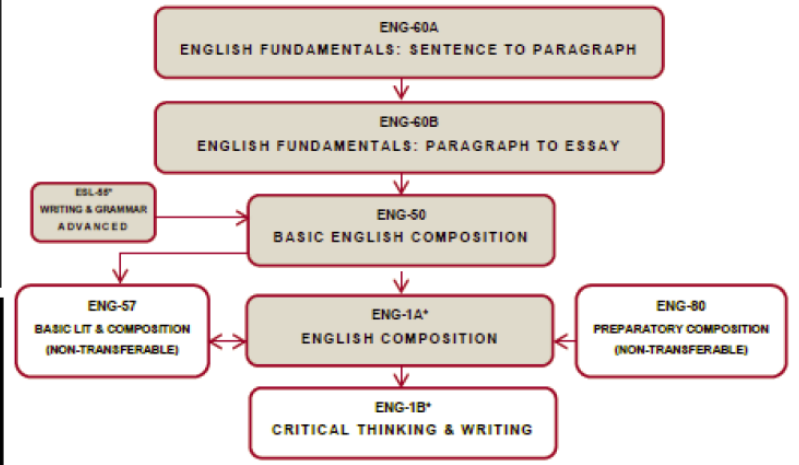 ENG-60A
ENGLISH FUNDAMENTALS: SENTENCE TO PARAGRAPH
ENG-60B
ENGLISH FUNDAMENTALS: PARAGRAPH TO ESSAY
ESL-55*
WRITING & GRAMMAR
ADVANCED
ENG-50
BASIC ENGLISH COMPOSITION
ENG-57
BASIC LIT & COMPOSITION
(NON-TRANSFERABLE)
ENG-1A*
ENGLISH COMPOSITION
ENG-80
PREPARATORY COMPOSITION
(NON-TRANSFERABLE)
ENG-1B*
CRITICAL THINKING & WRITING